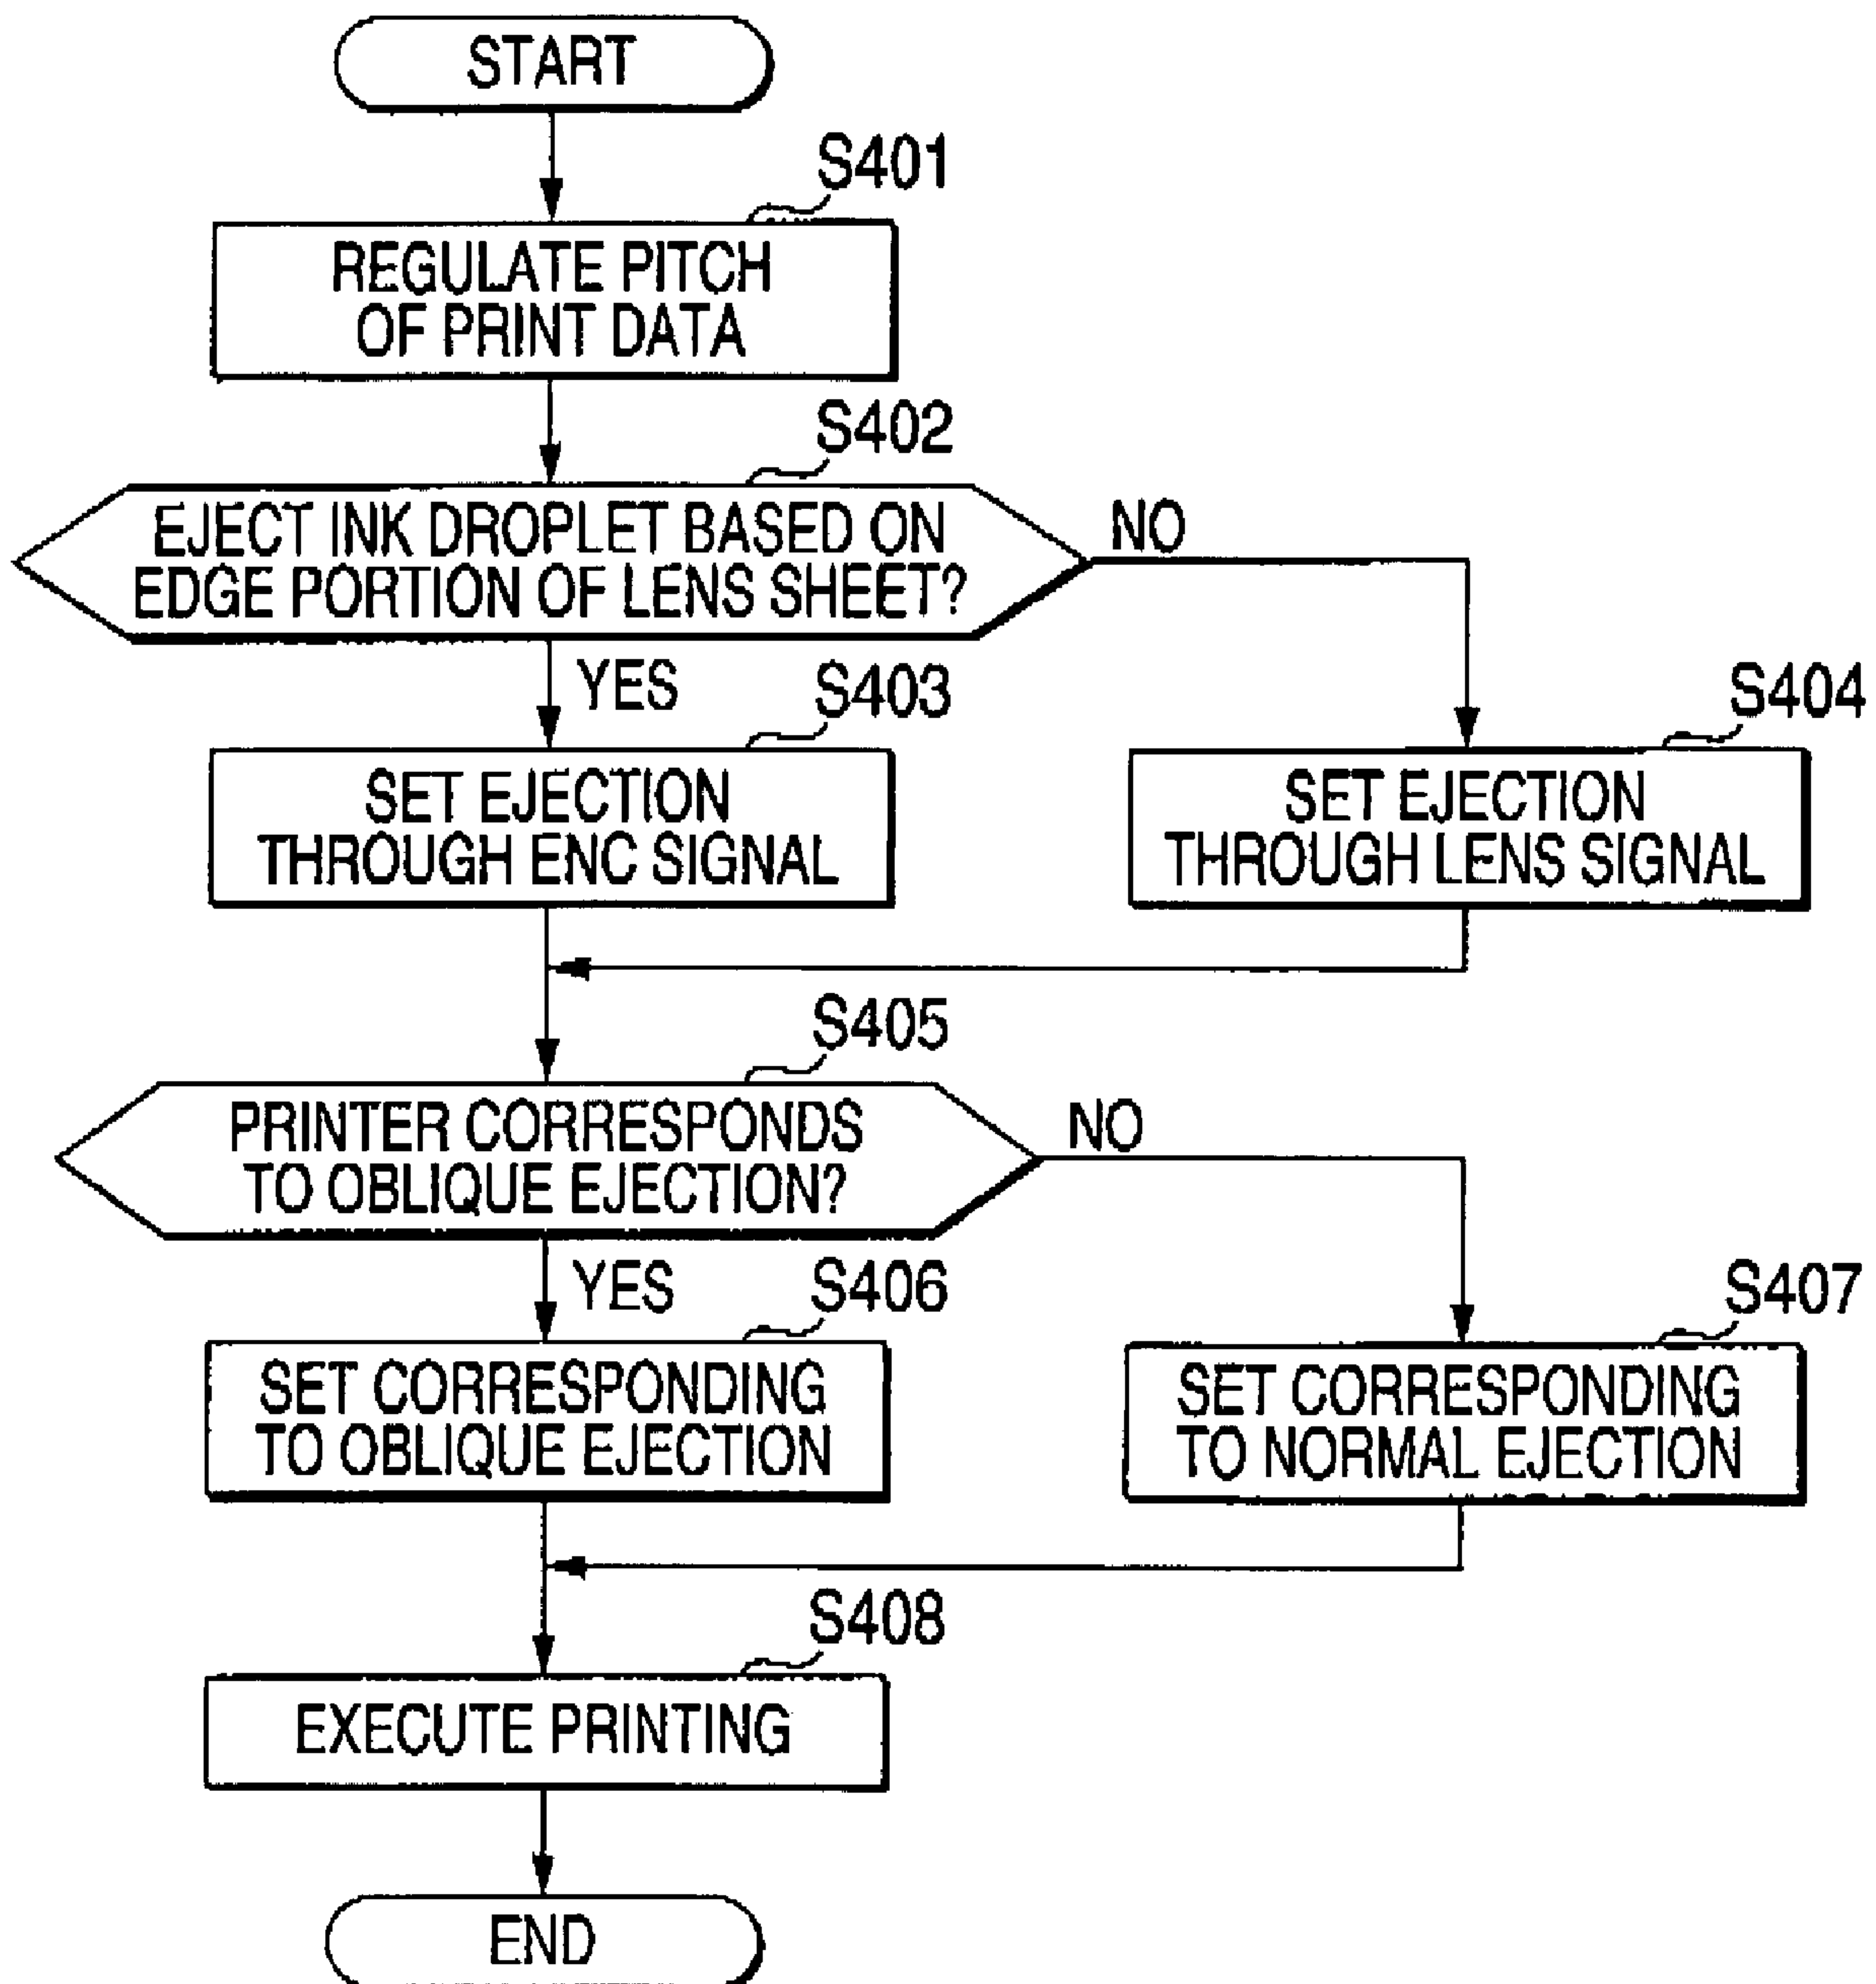 START
S401
REGULATE PITCH
OF PRINT DATA
S402
EJECT INK DROPLET BASED ON
EDGE PORTION OF LENS SHEET?
NO
YES
S403
SET EJECTION
THROUGH ENC SIGNAL
S404
SET EJECTION
THROUGH LENS SIGNAL
S405
PRINTER CORRESPONDS
TO OBLIQUE EJECTION?
NO
YES
S406
SET CORRESPONDING
TO OBLIQUE EJECTION
S407
SET CORRESPONDING
TO NORMAL EJECTION
S408
EXECUTE PRINTING
END